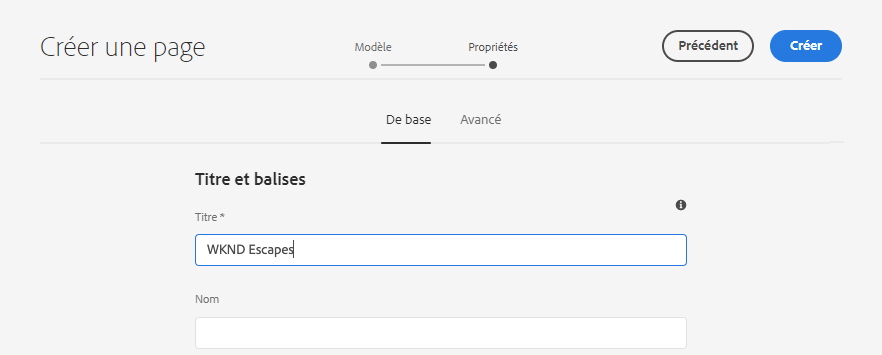 Créer une page
Modèle
Propriétés
Précédent
Créer
De base
Avancé
Titre et balises
Titre *
WKND Escapes
Nom